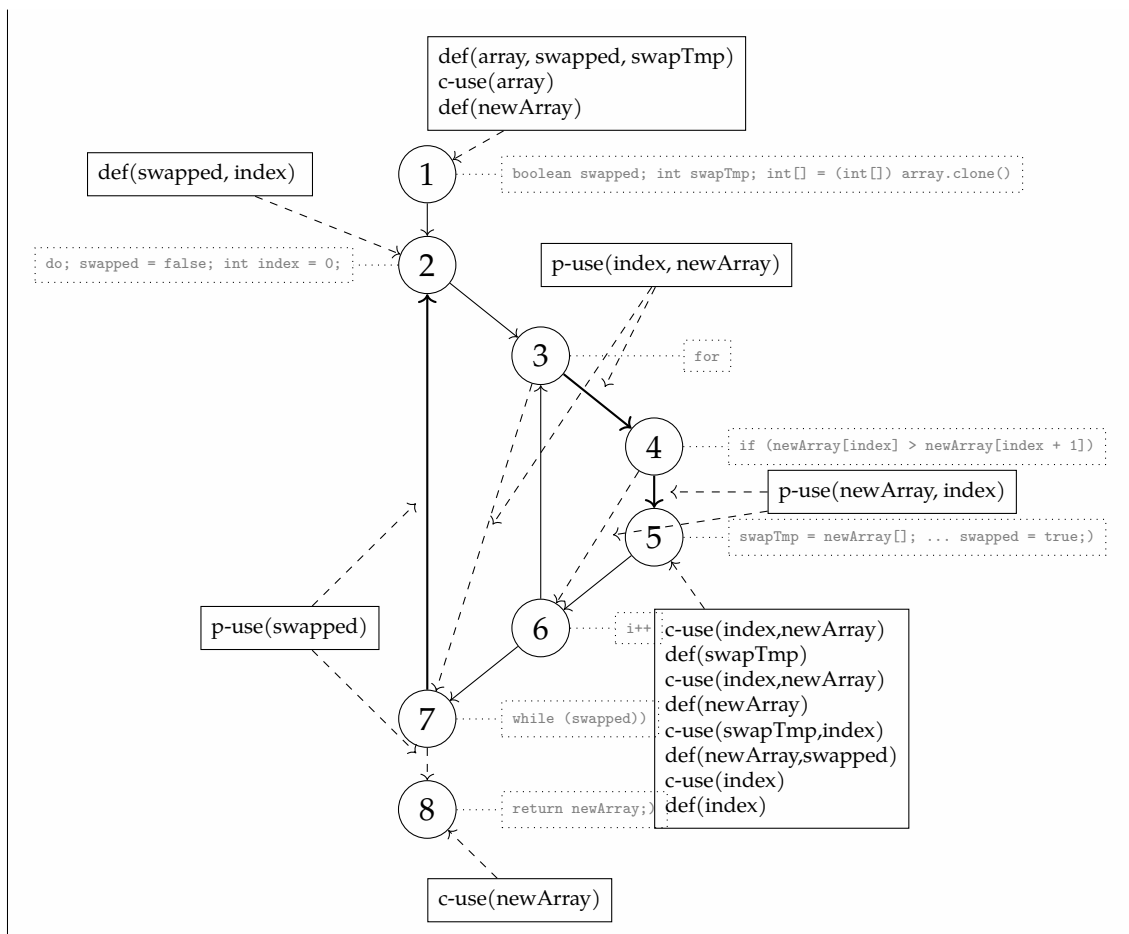 def(array, swapped, swapTmp)
c-use(array)
def(newArray)
def(swapped, index)
1
boolean swapped; int swapTmp; int[] = (int[]) array.clone()
do; swapped = false; int index = 0;
2
p-use(index, newArray)
3
for
4
if (newArray[index] > newArray[index + 1])
p-use(newArray, index)
5
swapTmp = newArray[]; ... swapped = true;)
p-use(swapped)
6
i++
c-use(index,newArray)
def(swapTmp)
c-use(index,newArray)
def(newArray)
c-use(swapTmp,index)
def(newArray,swapped)
c-use(index)
def(index)
7
while (swapped))
8
return newArray;)
c-use(newArray)